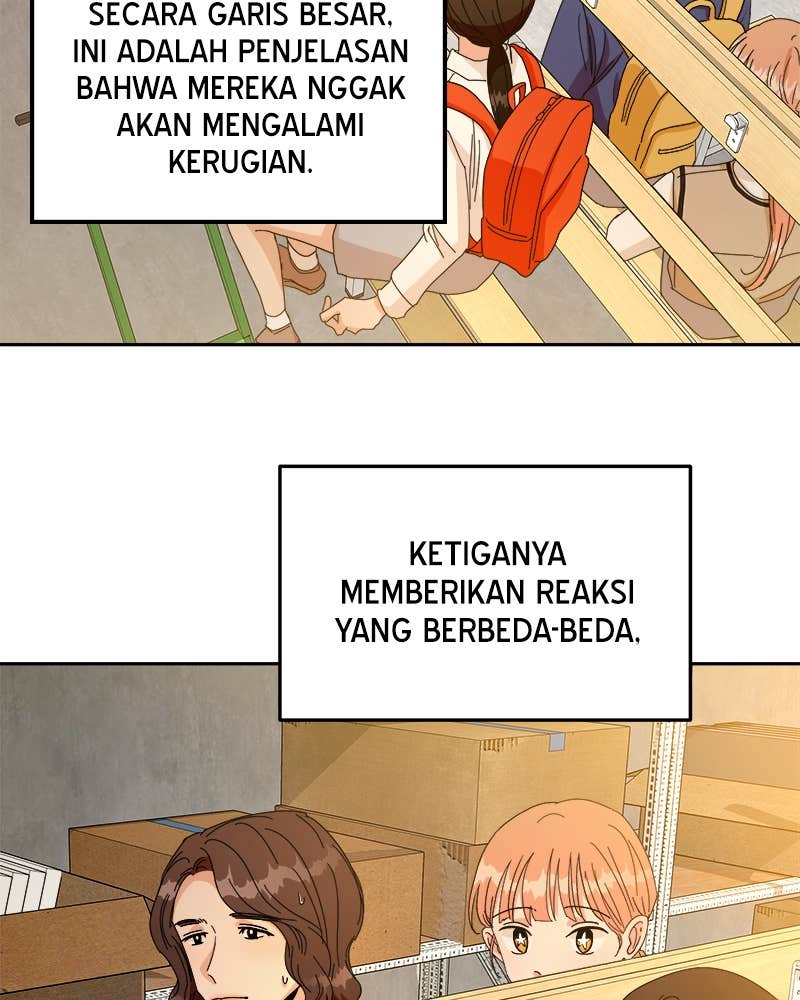 SECARA GARIS BESAR,
INI ADALAH PENJELASAN
BAHWA MEREKA NGGAK
AKAN MENGALAMI
KERUGIAN.
KETIGANYA
MEMBERIKAN REAKSI
YANG BERBEDA-BEDA,